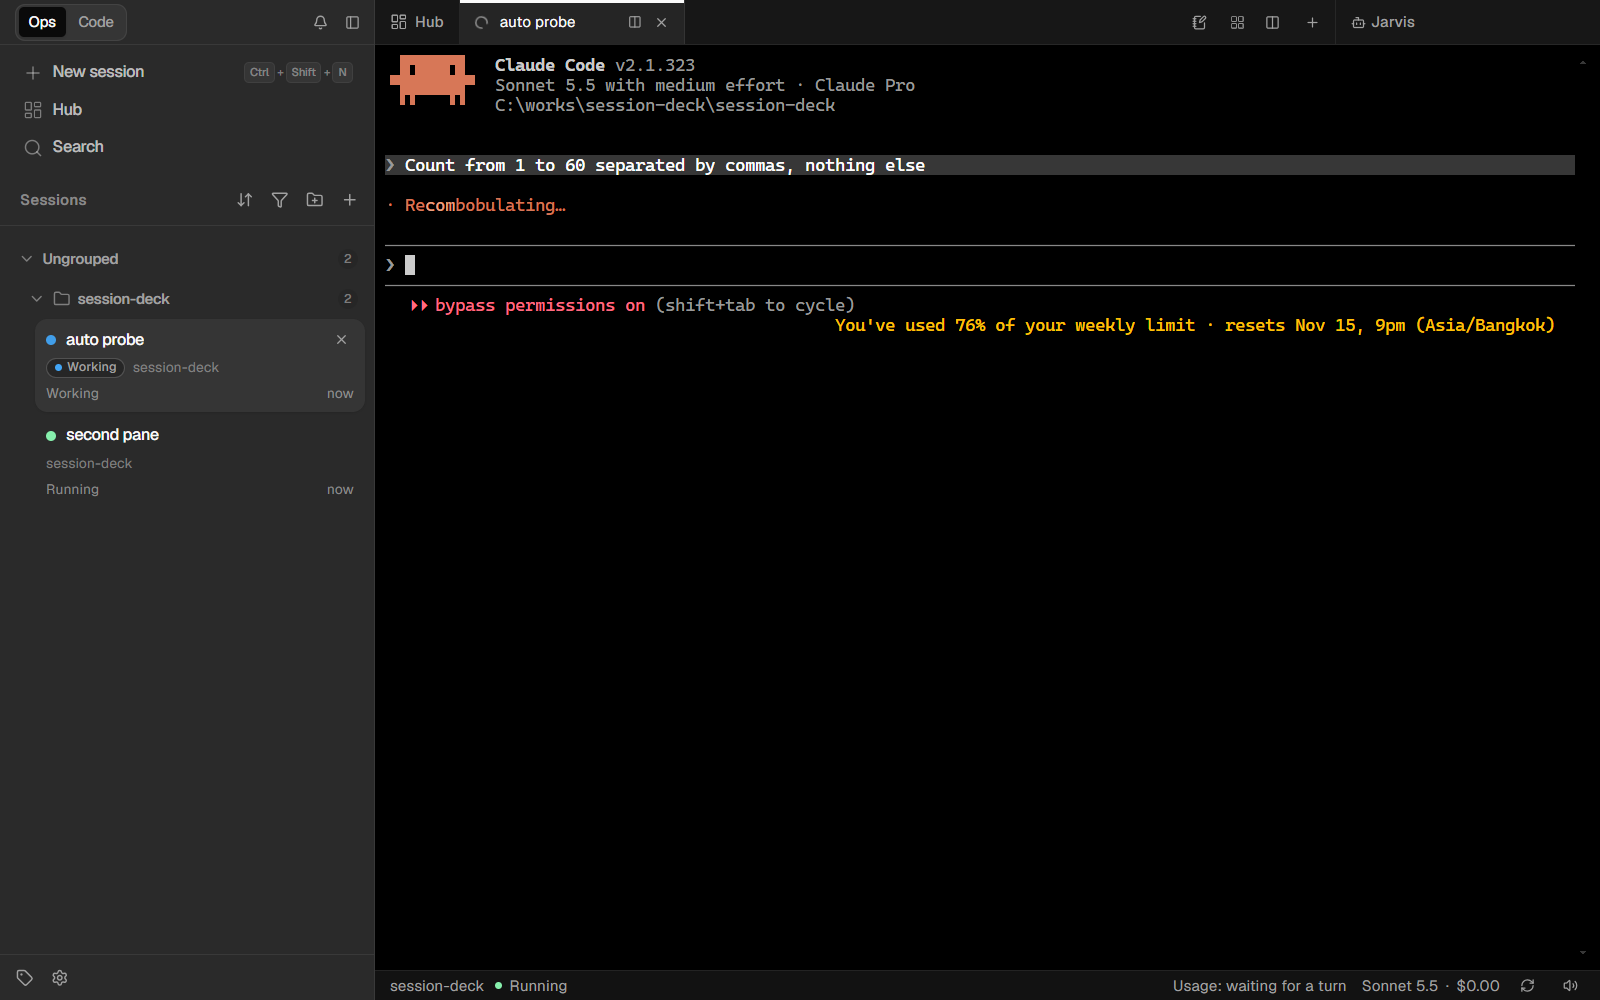 Ops Code
New session Ctrl + Shift + N
Hub
Search
Sessions
Ungrouped 2
session-deck 2
auto probe
Working session-deck
Working now
second pane
session-deck
Running now
Hub auto probe Jarvis
Claude Code v2.1.323
Sonnet 5.5 with medium effort · Claude Pro
C:\works\session-deck\session-deck
❯ Count from 1 to 60 separated by commas, nothing else
· Recombobulating…
❯
⏵⏵ bypass permissions on (shift+tab to cycle)
You've used 76% of your weekly limit · resets Nov 15, 9pm (Asia/Bangkok)
session-deck Running Usage: waiting for a turn Sonnet 5.5 · $0.00